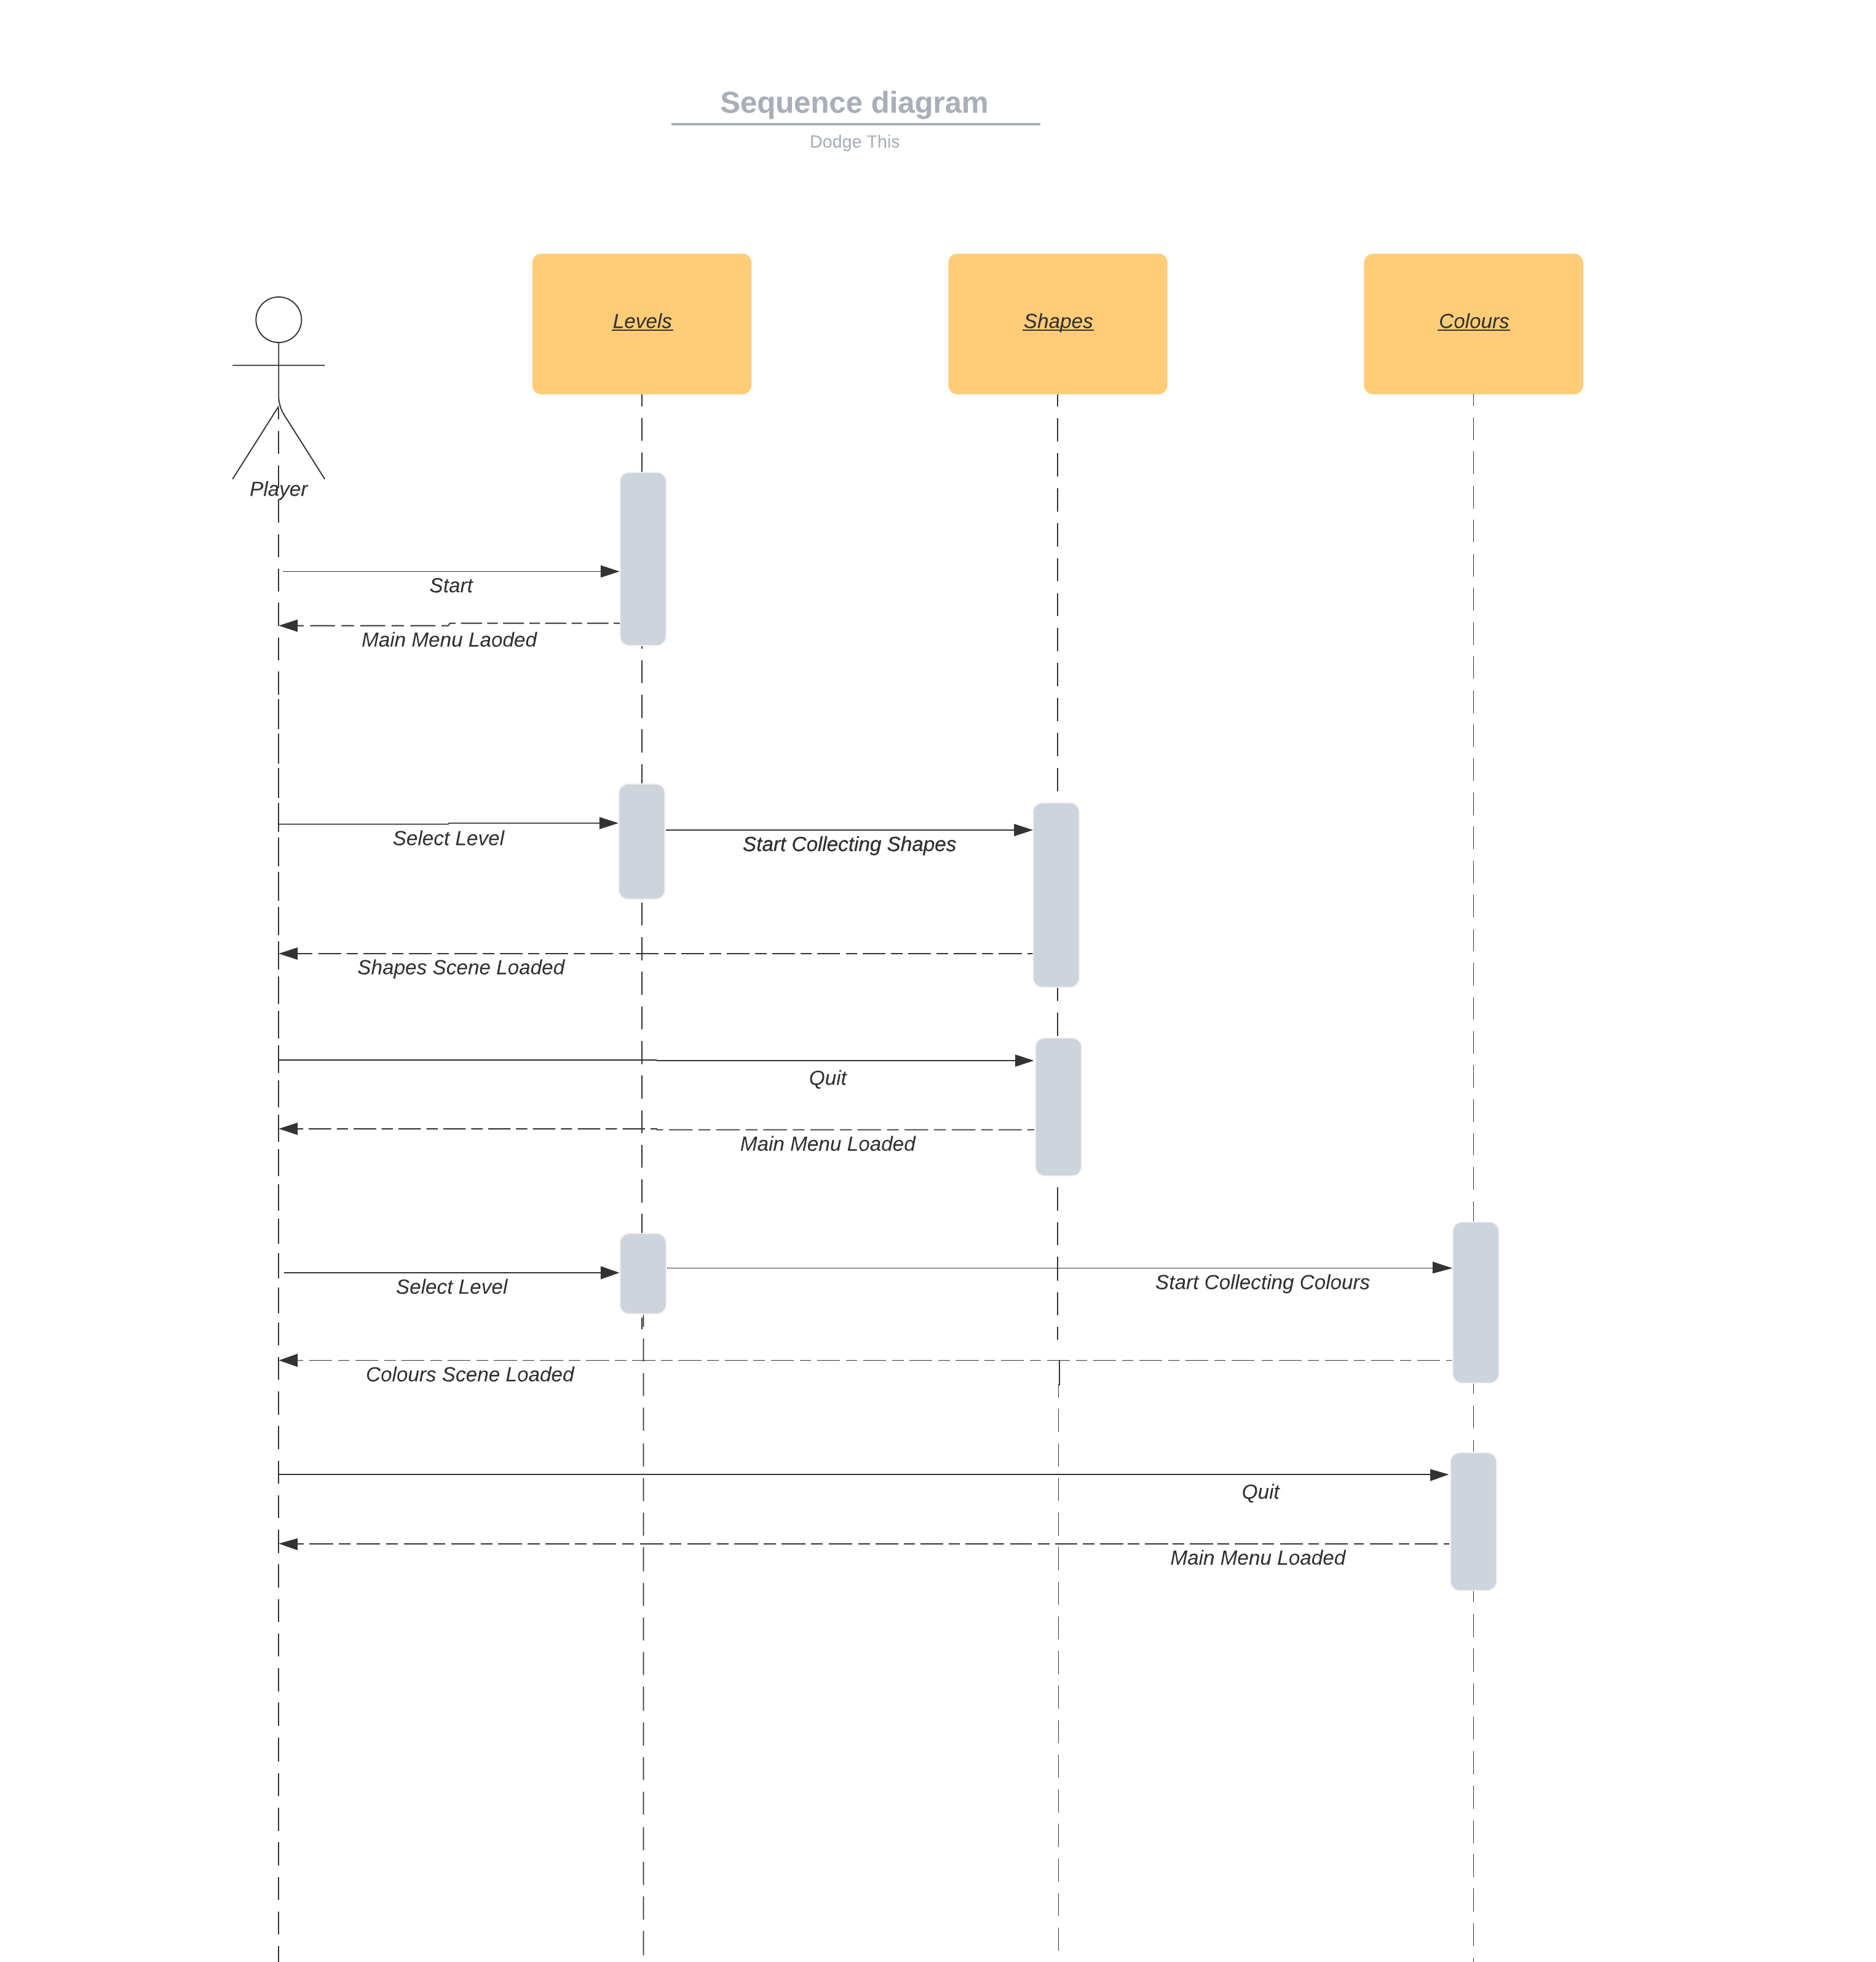 Sequence diagram
Dodge This
Levels
Shapes
Colours
Player
Start
Main Menu Laoded
Select Level
Start Collecting Shapes
Shapes Scene Loaded
Quit
Main Menu Loaded
Select Level
Start Collecting Colours
Colours Scene Loaded
Quit
Main Menu Loaded